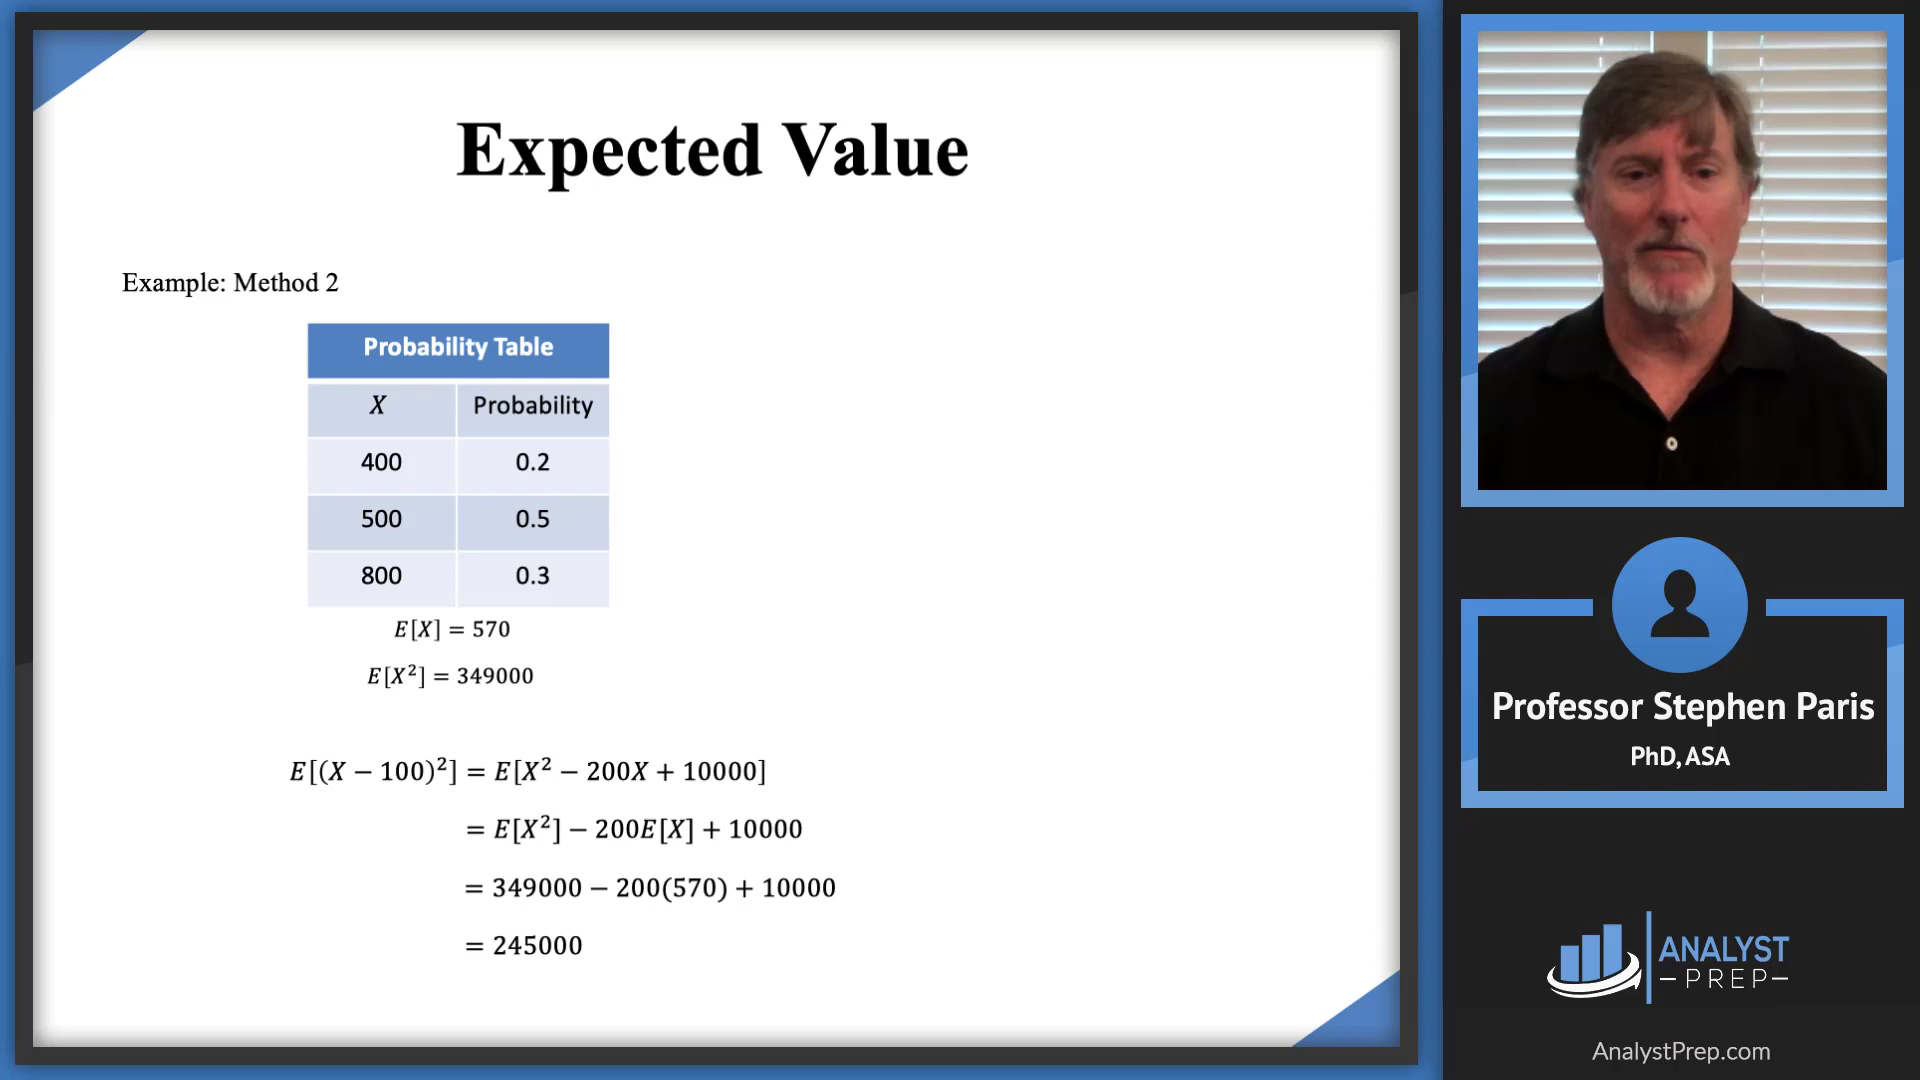 Expected Value
Example: Method 2
Probability Table
X Probability
400 0.2
500 0.5
800 0.3
E[X] = 570
E[X²] = 349000
E[(X − 100)²] = E[X² − 200X + 10000]
= E[X²] − 200E[X] + 10000
= 349000 − 200(570) + 10000
= 245000
Professor Stephen Paris
PhD, ASA
ANALYST
PREP
AnalystPrep.com